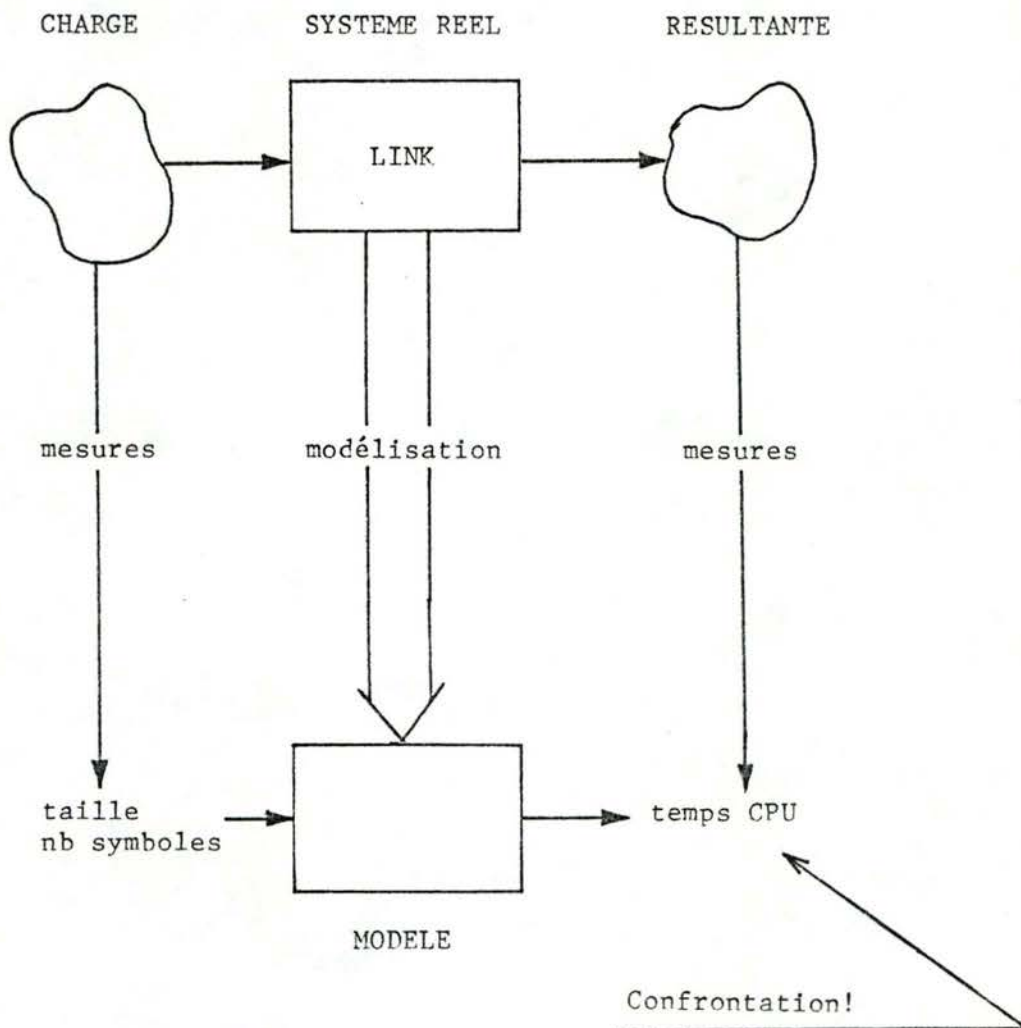 CHARGE
SYSTEME REEL
RESULTANTE
LINK
mesures
modélisation
mesures
taille
nb symboles
temps CPU
MODELE
Confrontation!